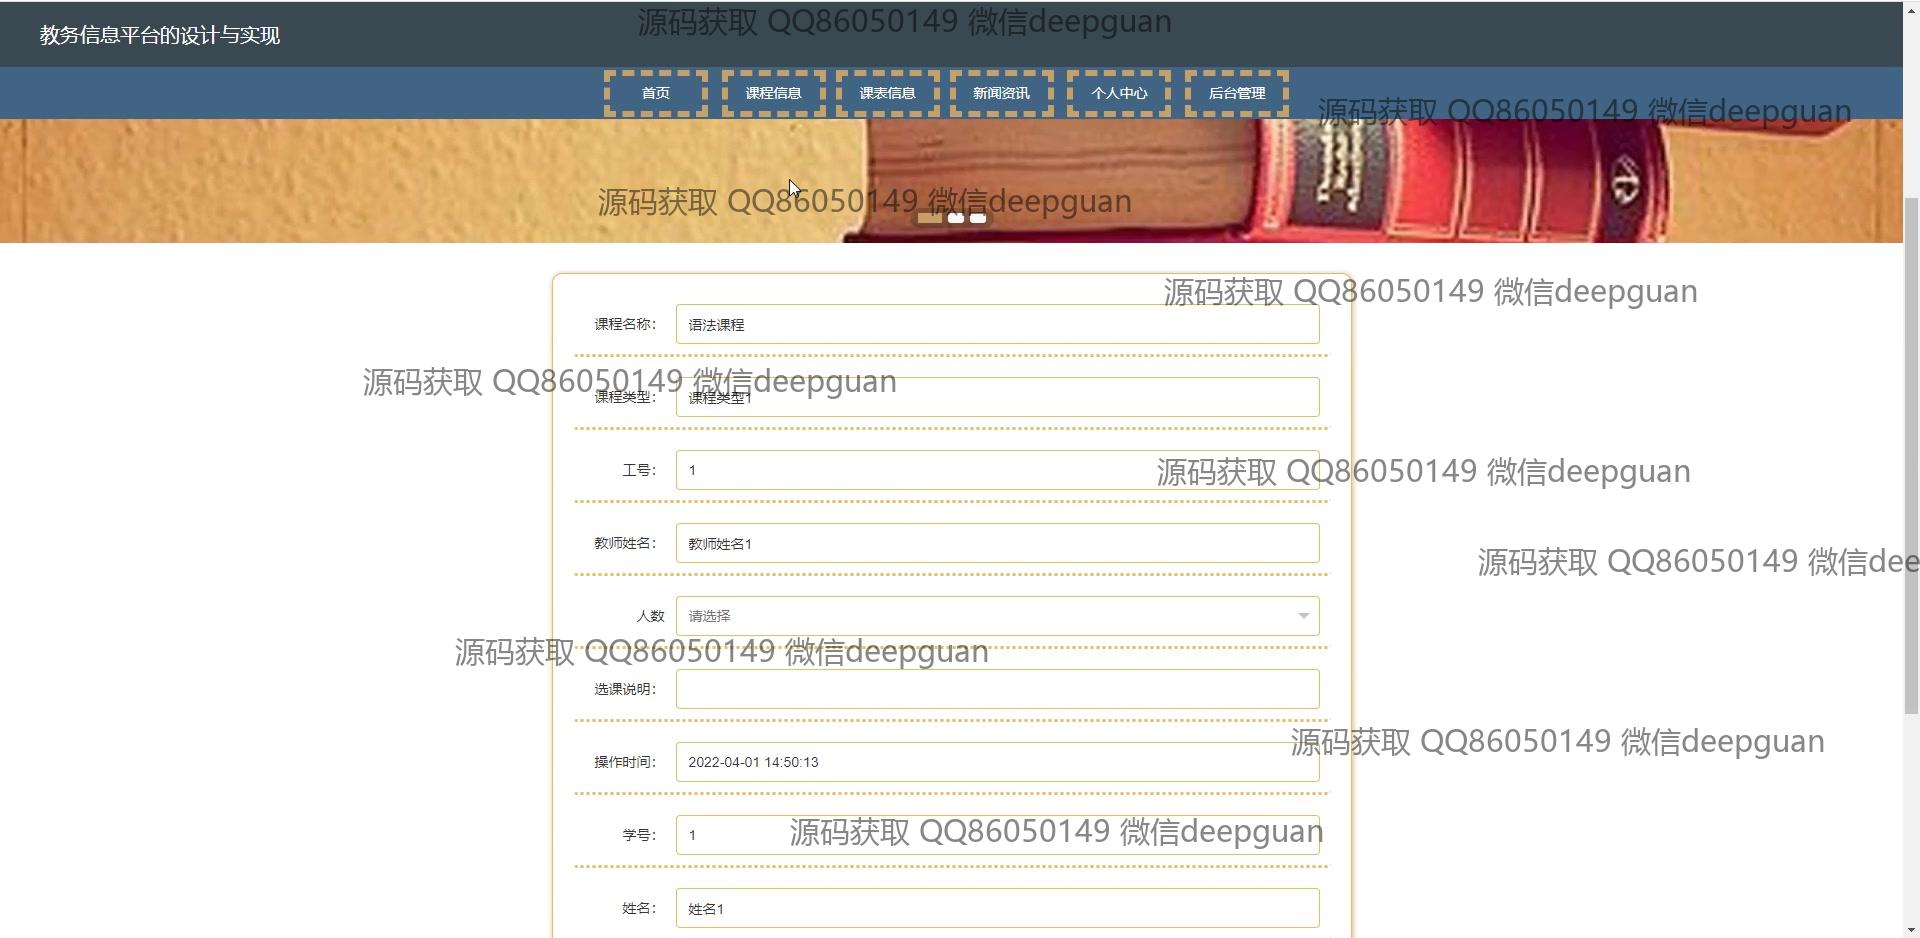 源码获取 QQ86050149 微信deepguan
教务信息平台的设计与实现
首页 课程信息 课表信息 新闻资讯 个人中心 后台管理
源码获取 QQ86050149 微信deepguan
源码获取 QQ86050149 微信deepguan
源码获取 QQ86050149 微信deepguan
课程名称： 语法课程
源码获取 QQ86050149 微信deepguan
课程类型： 课程类型1
工号： 1
源码获取 QQ86050149 微信deepguan
教师姓名： 教师姓名1
源码获取 QQ86050149 微信dee
人数 请选择
源码获取 QQ86050149 微信deepguan
选课说明：
源码获取 QQ86050149 微信deepguan
操作时间： 2022-04-01 14:50:13
学号： 1
源码获取 QQ86050149 微信deepguan
姓名： 姓名1